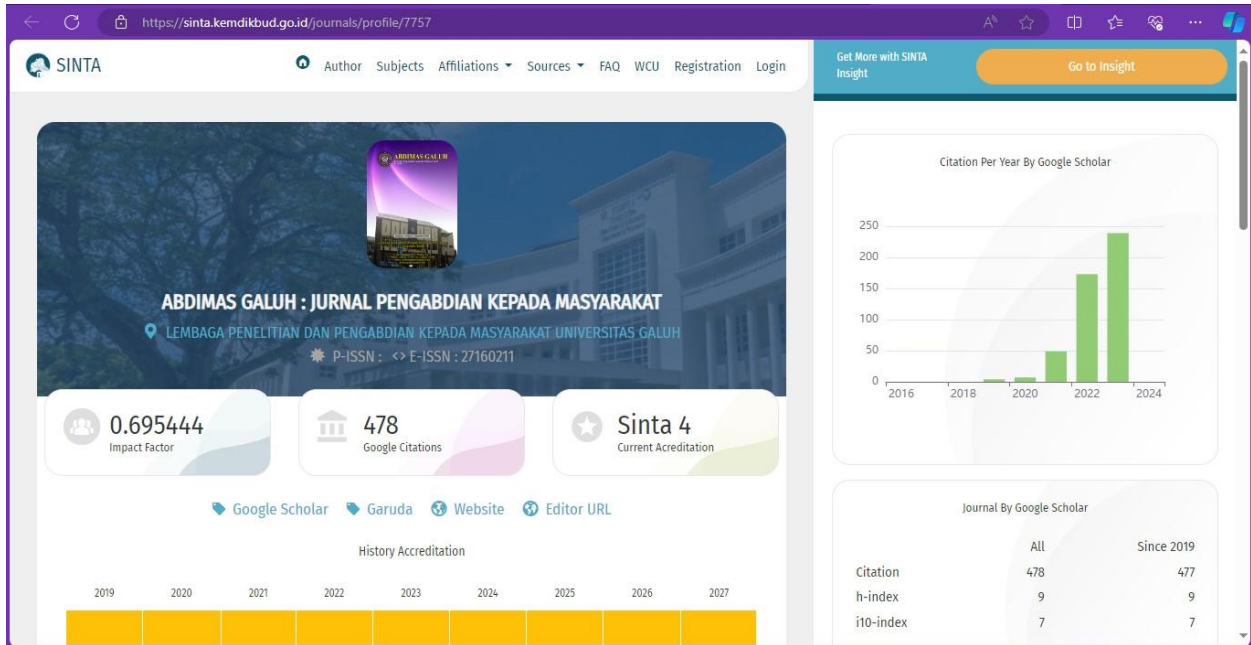 https://sinta.kemdikbud.go.id/journals/profile/7757
SINTA
Author Subjects Affiliations Sources FAQ WCU Registration Login
Get More with SINTA
Insight
Go to Insight
ABDIMAS GALUH
ABDIMAS GALUH : JURNAL PENGABDIAN KEPADA MASYARAKAT
LEMBAGA PENELITIAN DAN PENGABDIAN KEPADA MASYARAKAT UNIVERSITAS GALUH
P-ISSN : <> E-ISSN : 27160211
0.695444
Impact Factor
478
Google Citations
Sinta 4
Current Acreditation
Google Scholar Garuda Website Editor URL
History Accreditation
2019 2020 2021 2022 2023 2024 2025 2026 2027
Citation Per Year By Google Scholar
250
200
150
100
50
0
2016 2018 2020 2022 2024
Journal By Google Scholar
All Since 2019
Citation 478 477
h-index 9 9
i10-index 7 7